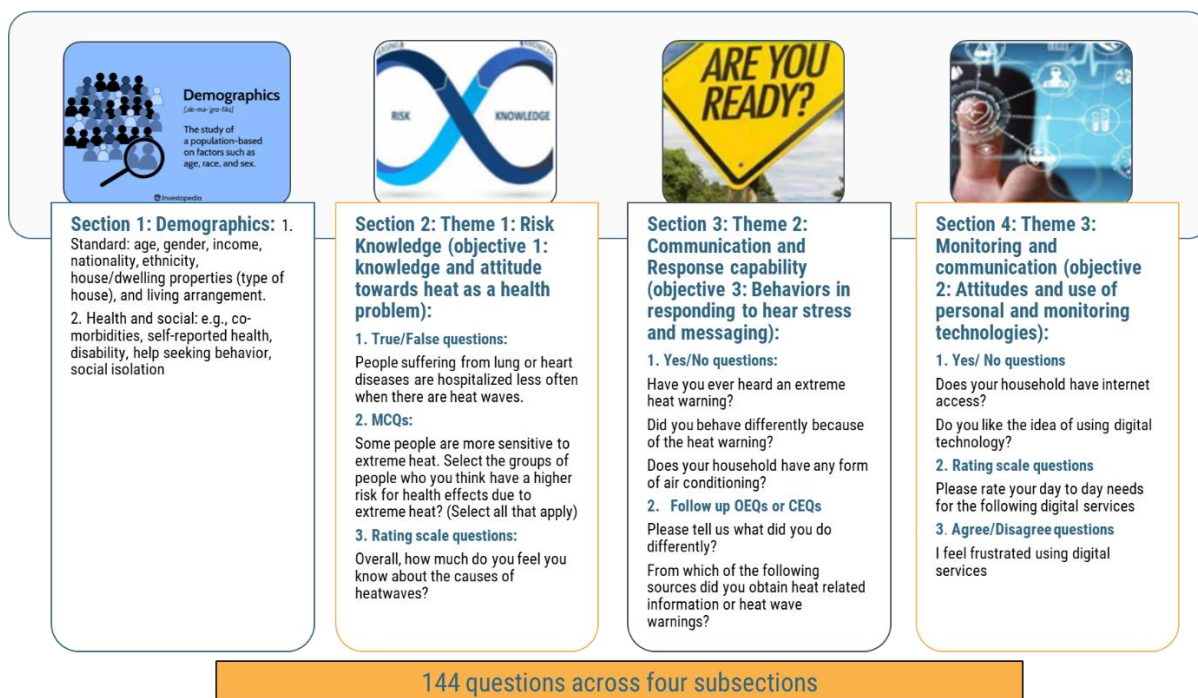 Demographics
[,de-mə-'gra-fiks]
The study of
a population-based
on factors such as
age, race, and sex.
Investopedia
RISK
KNOWLEDGE
ARE YOU
READY?
Section 1: Demographics: 1.
Standard: age, gender, income,
nationality, ethnicity,
house/dwelling properties (type of
house), and living arrangement.
2. Health and social: e.g., co-
morbidities, self-reported health,
disability, help seeking behavior,
social isolation
Section 2: Theme 1: Risk
Knowledge (objective 1:
knowledge and attitude
towards heat as a health
problem):
1. True/False questions:
People suffering from lung or heart
diseases are hospitalized less often
when there are heat waves.
2. MCQs:
Some people are more sensitive to
extreme heat. Select the groups of
people who you think have a higher
risk for health effects due to
extreme heat? (Select all that apply)
3. Rating scale questions:
Overall, how much do you feel you
know about the causes of
heatwaves?
Section 3: Theme 2:
Communication and
Response capability
(objective 3: Behaviors in
responding to hear stress
and messaging):
1. Yes/No questions:
Have you ever heard an extreme
heat warning?
Did you behave differently because
of the heat warning?
Does your household have any form
of air conditioning?
2. Follow up OEQs or CEQs
Please tell us what did you do
differently?
From which of the following
sources did you obtain heat related
information or heat wave
warnings?
Section 4: Theme 3:
Monitoring and
communication (objective
2: Attitudes and use of
personal and monitoring
technologies):
1. Yes/ No questions
Does your household have internet
access?
Do you like the idea of using digital
technology?
2. Rating scale questions
Please rate your day to day needs
for the following digital services
3. Agree/Disagree questions
I feel frustrated using digital
services
144 questions across four subsections